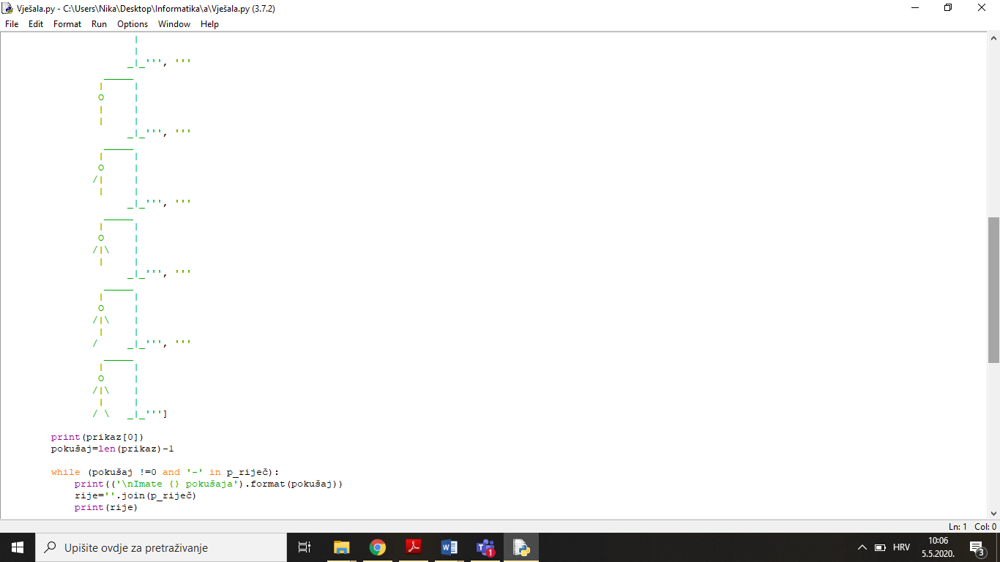 Vješala.py - C:\Users\Nika\Desktop\Informatika\a\Vješala.py (3.7.2)
File Edit Format Run Options Window Help
              |
              |
             _|_''', '''
         _____
        |     |
        O     |
        |     |
        |     |
             _|_''', '''
         _____
        |     |
        O     |
       /|     |
        |     |
             _|_''', '''
         _____
        |     |
        O     |
       /|\    |
        |     |
             _|_''', '''
         _____
        |     |
        O     |
       /|\    |
        |     |
       /     _|_''', '''
         _____
        |     |
        O     |
       /|\    |
        |     |
       / \   _|_''']
print(prikaz[0])
pokušaj=len(prikaz)-1
while (pokušaj !=0 and '-' in p_riječ):
    print(('\nImate {} pokušaja').format(pokušaj))
    rije=''.join(p_riječ)
    print(rije)
Ln: 1 Col: 0
Upišite ovdje za pretraživanje
1
HRV
10:06
5.5.2020.
3